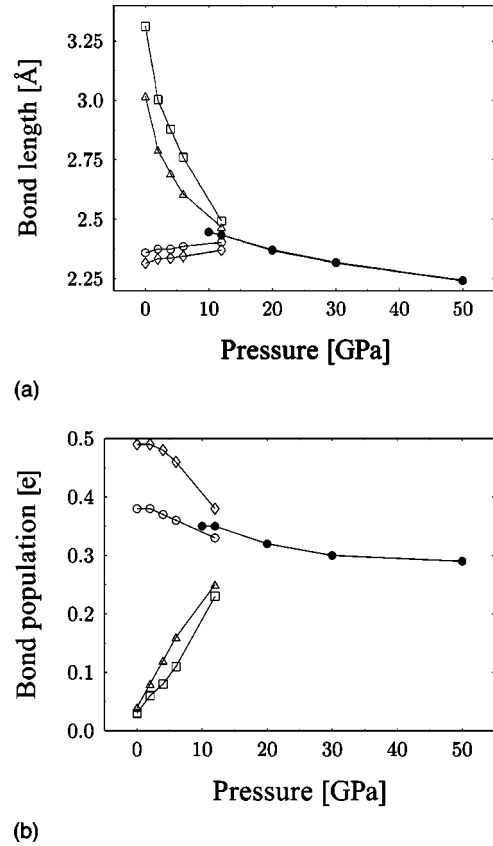 3.25
3.00
2.75
2.50
2.25
Bond length [Å]
0 10 20 30 40 50
Pressure [GPa]
(a)
0.5
0.4
0.3
0.2
0.1
0.0
Bond population [e]
0 10 20 30 40 50
Pressure [GPa]
(b)